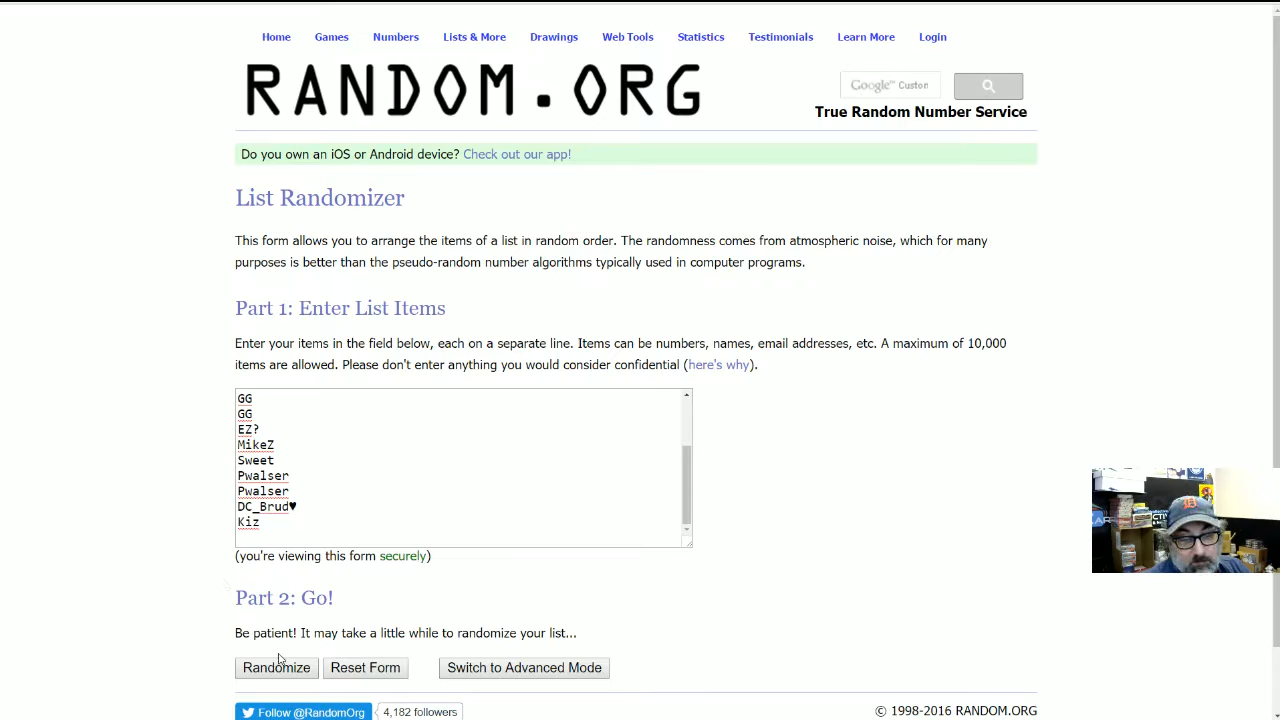 Home Games Numbers Lists & More Drawings Web Tools Statistics Testimonials Learn More Login
RANDOM.ORG
Google™ Custom
True Random Number Service
Do you own an iOS or Android device? Check out our app!
List Randomizer
This form allows you to arrange the items of a list in random order. The randomness comes from atmospheric noise, which for many
purposes is better than the pseudo-random number algorithms typically used in computer programs.
Part 1: Enter List Items
Enter your items in the field below, each on a separate line. Items can be numbers, names, email addresses, etc. A maximum of 10,000
items are allowed. Please don't enter anything you would consider confidential (here's why).
GG
GG
EZ?
MikeZ
Sweet
Pwalser
Pwalser
DC_Brud♥
Kiz
(you're viewing this form securely)
Part 2: Go!
Be patient! It may take a little while to randomize your list...
Randomize Reset Form Switch to Advanced Mode
Follow @RandomOrg 4,182 followers
© 1998-2016 RANDOM.ORG